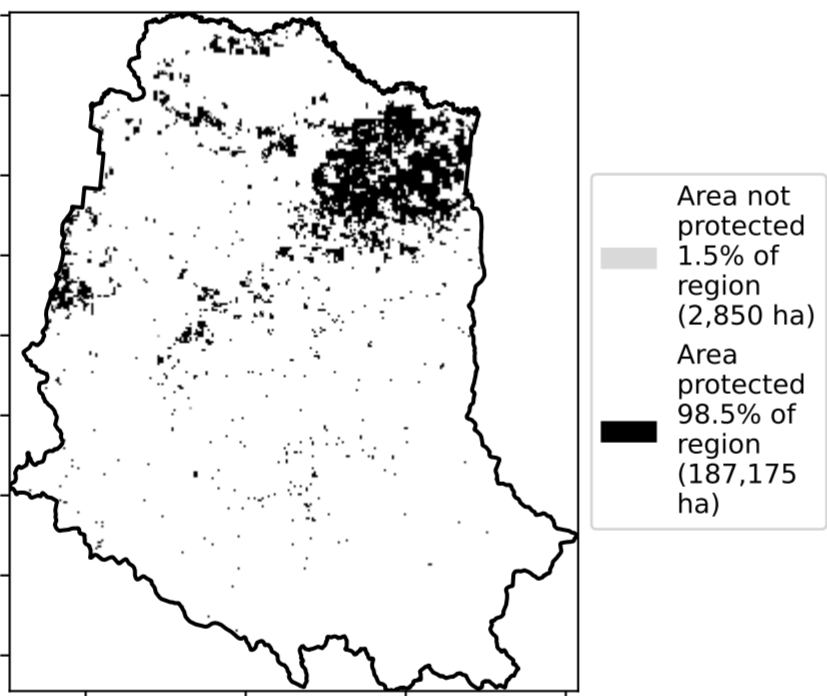 Area not
protected
1.5% of
region
(2,850 ha)
Area
protected
98.5% of
region
(187,175
ha)